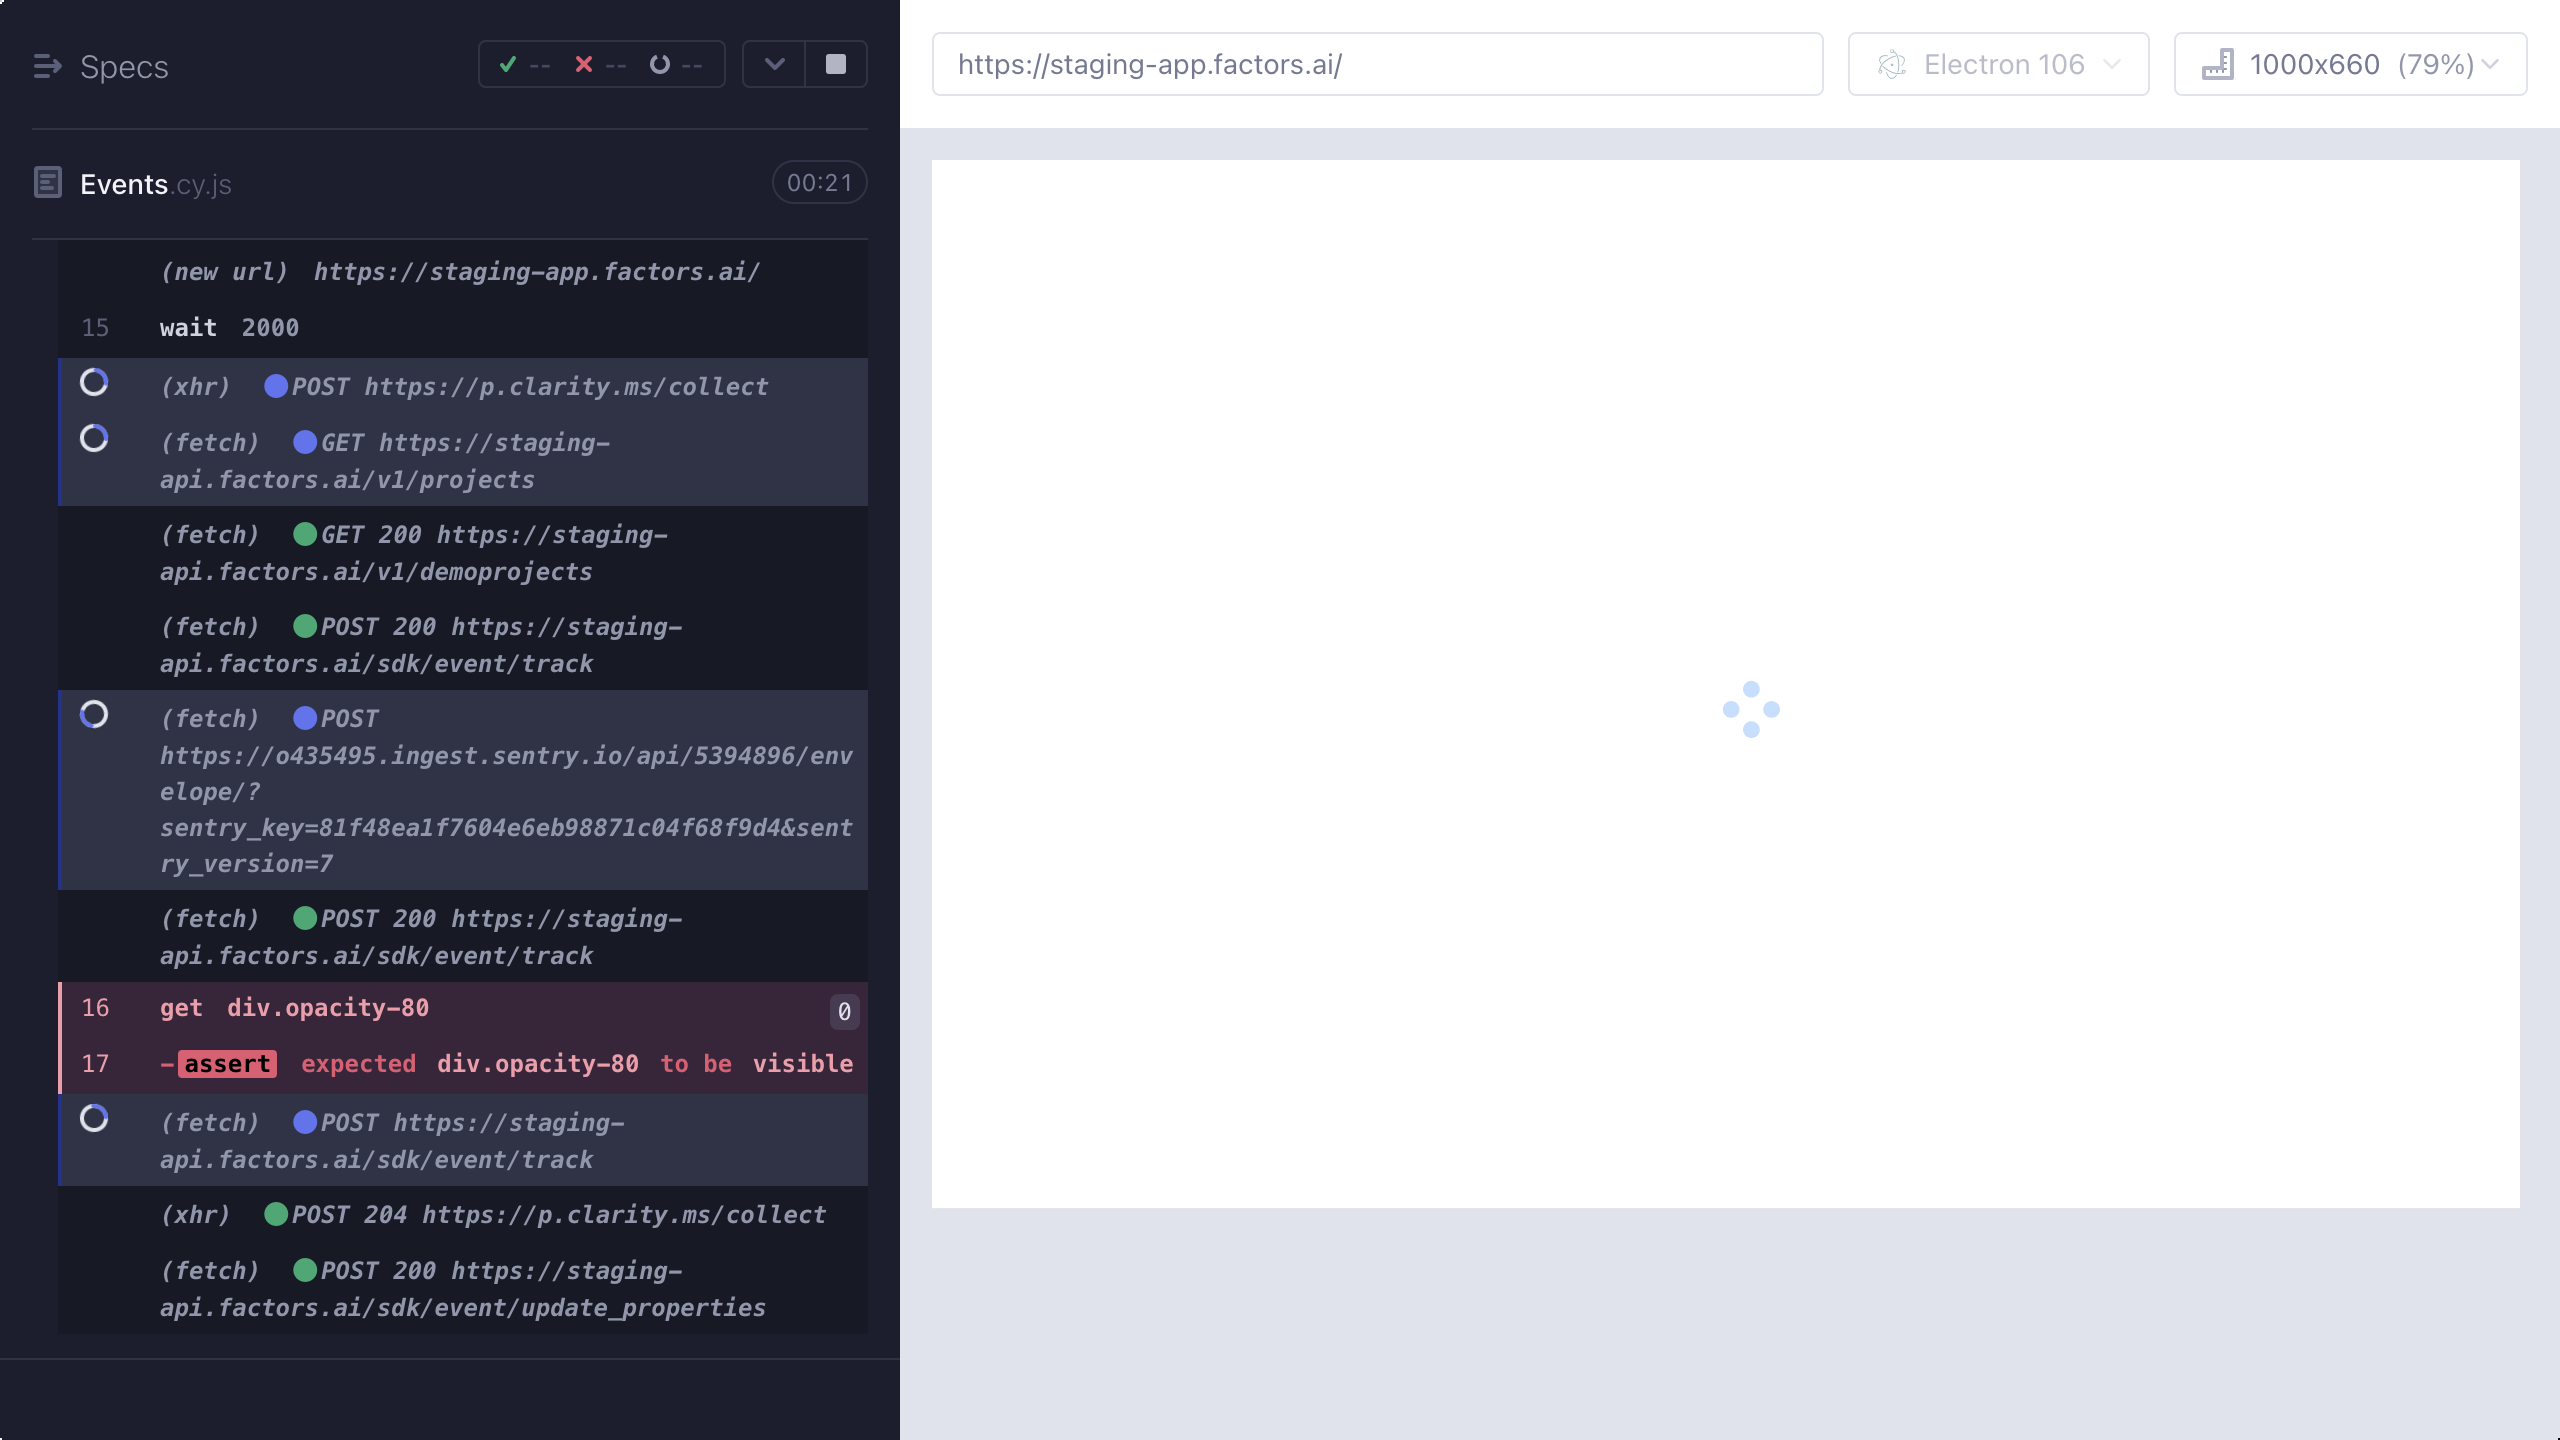 Specs
-- -- --
https://staging-app.factors.ai/
Electron 106
1000x660 (79%)
Events.cy.js
00:21
(new url) https://staging-app.factors.ai/
15 wait 2000
(xhr) POST https://p.clarity.ms/collect
(fetch) GET https://staging-
api.factors.ai/v1/projects
(fetch) GET 200 https://staging-
api.factors.ai/v1/demoprojects
(fetch) POST 200 https://staging-
api.factors.ai/sdk/event/track
(fetch) POST
https://o435495.ingest.sentry.io/api/5394896/env
elope/?
sentry_key=81f48ea1f7604e6eb98871c04f68f9d4&sent
ry_version=7
(fetch) POST 200 https://staging-
api.factors.ai/sdk/event/track
16 get div.opacity-80 0
17 -assert expected div.opacity-80 to be visible
(fetch) POST https://staging-
api.factors.ai/sdk/event/track
(xhr) POST 204 https://p.clarity.ms/collect
(fetch) POST 200 https://staging-
api.factors.ai/sdk/event/update_properties